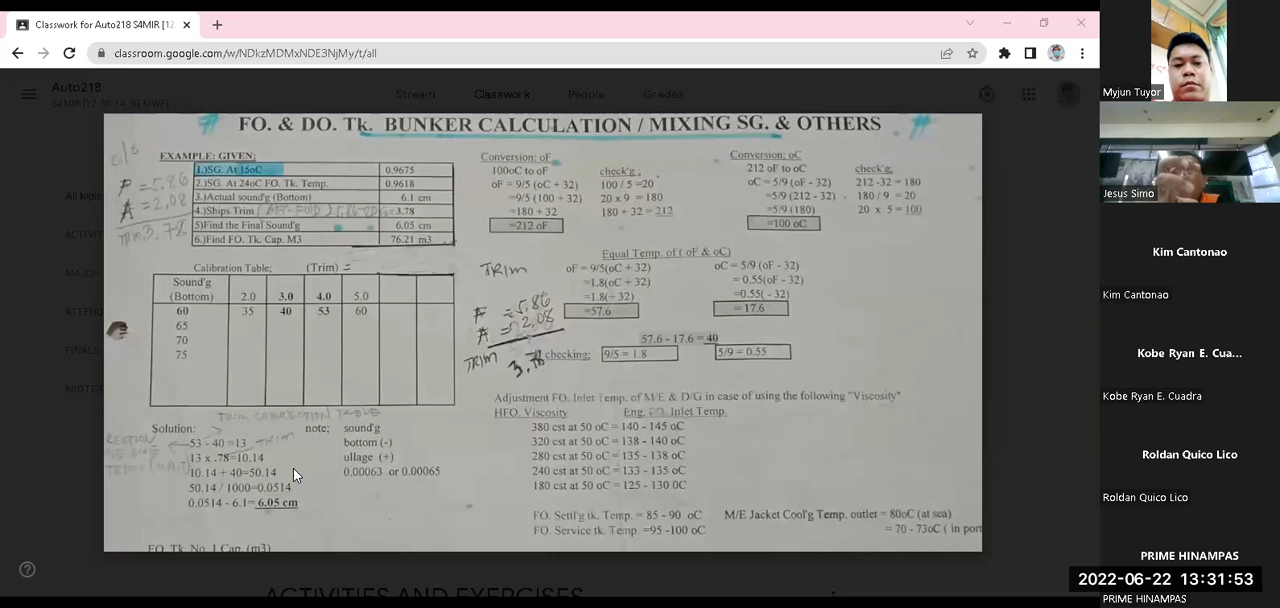 Classwork for Auto218 S4MIR [12
classroom.google.com/w/NDkzMDMxNDE3NjMy/t/all
Auto218
S4MIR [12:30-14:30 MWF]
Stream
Classwork
People
Grades
FO. & DO. Tk. BUNKER CALCULATION / MIXING SG. & OTHERS
EXAMPLE: GIVEN;
1.)SG. At 15oC 0.9675
2.)SG. At 24oC FO. Tk. Temp. 0.9618
3.)Actual sound'g (Bottom) 6.1 cm
4.)Ships Trim 3.78
5)Find the Final Sound'g 6.05 cm
6.)Find FO. Tk. Cap. M3 76.21 m3
F = 5.86
A = 2.08
TRIM 3.78
Calibration Table; (Trim) =
Sound'g
(Bottom) 2.0 3.0 4.0 5.0
60 35 40 53 60
65
70
75
TRIM CORRECTION TABLE
Solution:
53 - 40 =13 TRIM
13 x .78=10.14
10.14 + 40=50.14
50.14 / 1000=0.0514
0.0514 - 6.1= 6.05 cm
note; sound'g
bottom (-)
ullage (+)
0.00063 or 0.00065
FO. Tk No. 1 Cap. (m3)
Conversion: oF
100oC to oF
oF = 9/5 (oC + 32)
= 9/5 (100 + 32)
=180 + 32
=212 oF
check'g;
100 / 5 =20
20 x 9 = 180
180 + 32 = 212
Conversion; oC
212 oF to oC
oC = 5/9 (oF - 32)
=5/9 (212 - 32)
=5/9 (180)
=100 oC
check'g:
212 -32 = 180
180 / 9 = 20
20 x 5 = 100
Equal Temp. of ( oF & oC)
oF = 9/5(oC + 32)
=1.8(oC + 32)
=1.8(+ 32)
=57.6
oC = 5/9 (oF - 32)
=0.55(oF - 32)
=0.55( - 32)
= 17.6
TRIM
F = 5.86
A = 2.08
TRIM 3.78
57.6 - 17.6 = 40
checking; 9/5 = 1.8 5/9 = 0.55
Adjustment FO. Inlet Temp. of M/E & D/G in case of using the following "Viscosity"
HFO. Viscosity Eng. Inlet Temp.
380 cst at 50 oC = 140 - 145 oC
320 cst at 50 oC = 138 - 140 oC
280 cst at 50 oC = 135 - 138 oC
240 cst at 50 oC = 133 - 135 oC
180 cst at 50 oC = 125 - 130 0C
FO. Settl'g tk. Temp. = 85 - 90 oC
FO. Service tk. Temp. =95 -100 oC
M/E Jacket Cool'g Temp. outlet = 80oC (at sea)
= 70 - 73oC ( in port
ACTIVITIES AND EXERCISES
Myjun Tuyor
Jesus Simo
Kim Cantonao
Kim Cantonao
Kobe Ryan E. Cua...
Kobe Ryan E. Cuadra
Roldan Quico Lico
Roldan Quico Lico
PRIME HINAMPAS
2022-06-22 13:31:53
PRIME HINAMPAS